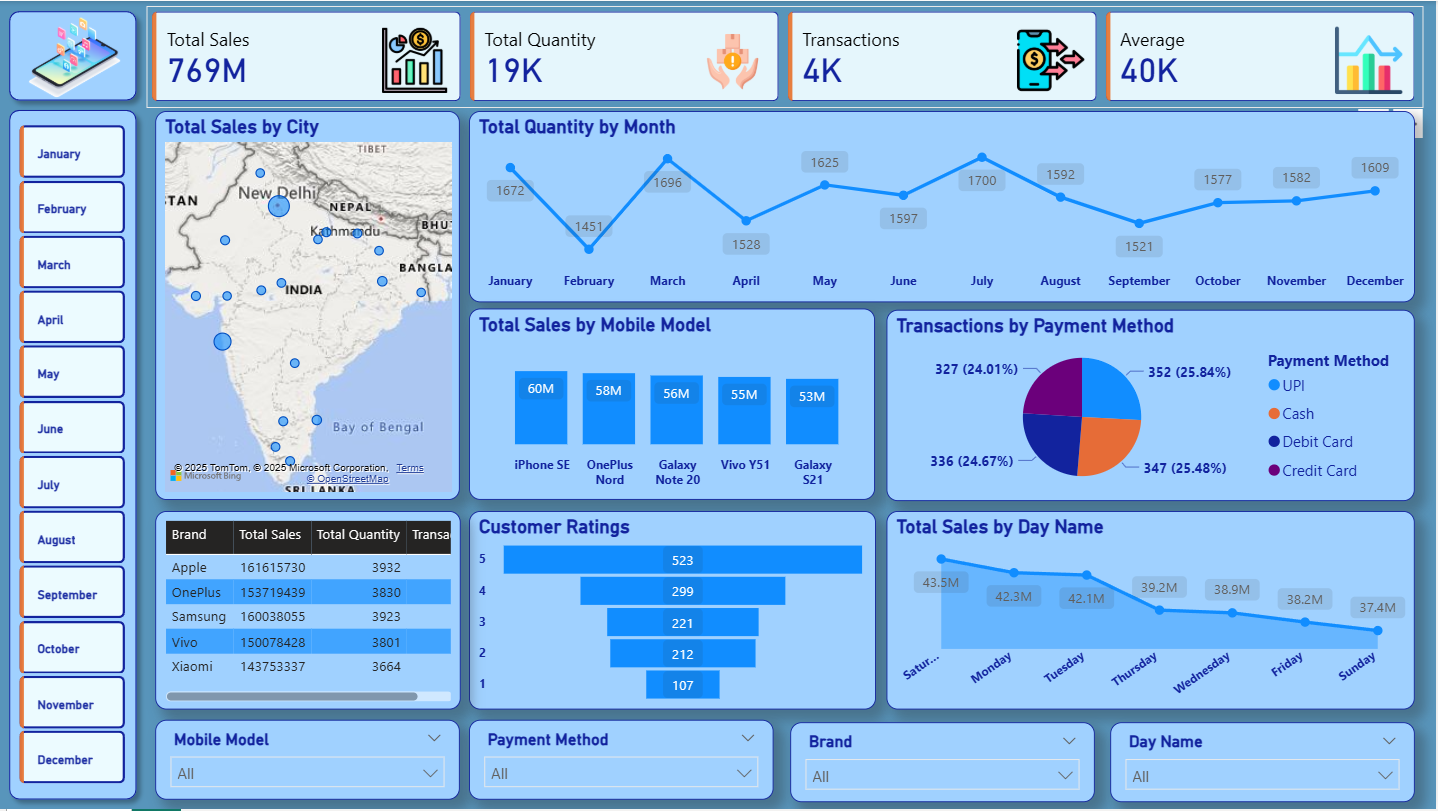 Total Sales
769M
Total Quantity
19K
Transactions
4K
Average
40K
January
February
March
April
May
June
July
August
September
October
November
December
Total Sales by City
TIBET
New Delhi
STAN
NEPAL
Kathmandu
BHU
BANGLA
INDIA
Bay of Bengal
© 2025 TomTom, © 2025 Microsoft Corporation, Terms
Microsoft Bing
© OpenStreetMap
SRI LANKA
Total Quantity by Month
1672
1451
1696
1528
1625
1597
1700
1592
1521
1577
1582
1609
January February March April May June July August September October November December
Total Sales by Mobile Model
60M 58M 56M 55M 53M
iPhone SE OnePlus Galaxy Vivo Y51 Galaxy
Nord Note 20 S21
Transactions by Payment Method
327 (24.01%)
352 (25.84%)
336 (24.67%)
347 (25.48%)
Payment Method
UPI
Cash
Debit Card
Credit Card
Brand Total Sales Total Quantity Transa
Apple 161615730 3932
OnePlus 153719439 3830
Samsung 160038055 3923
Vivo 150078428 3801
Xiaomi 143753337 3664
Customer Ratings
5 523
4 299
3 221
2 212
1 107
Total Sales by Day Name
43.5M 42.3M 42.1M 39.2M 38.9M 38.2M 37.4M
Satur... Monday Tuesday Thursday Wednesday Friday Sunday
Mobile Model
All
Payment Method
All
Brand
All
Day Name
All